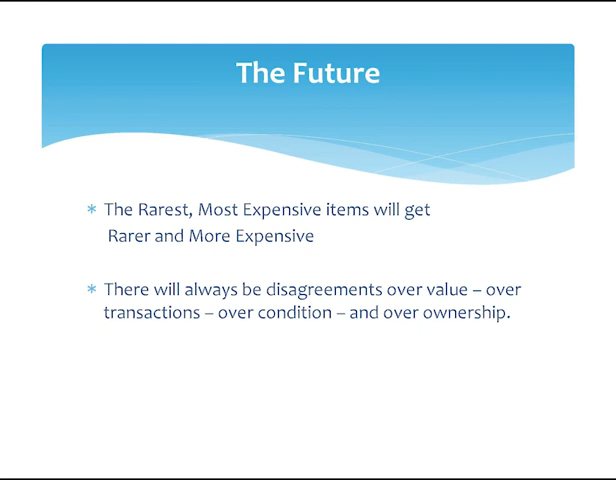 The Future
* The Rarest, Most Expensive items will get
Rarer and More Expensive
* There will always be disagreements over value – over
transactions – over condition – and over ownership.